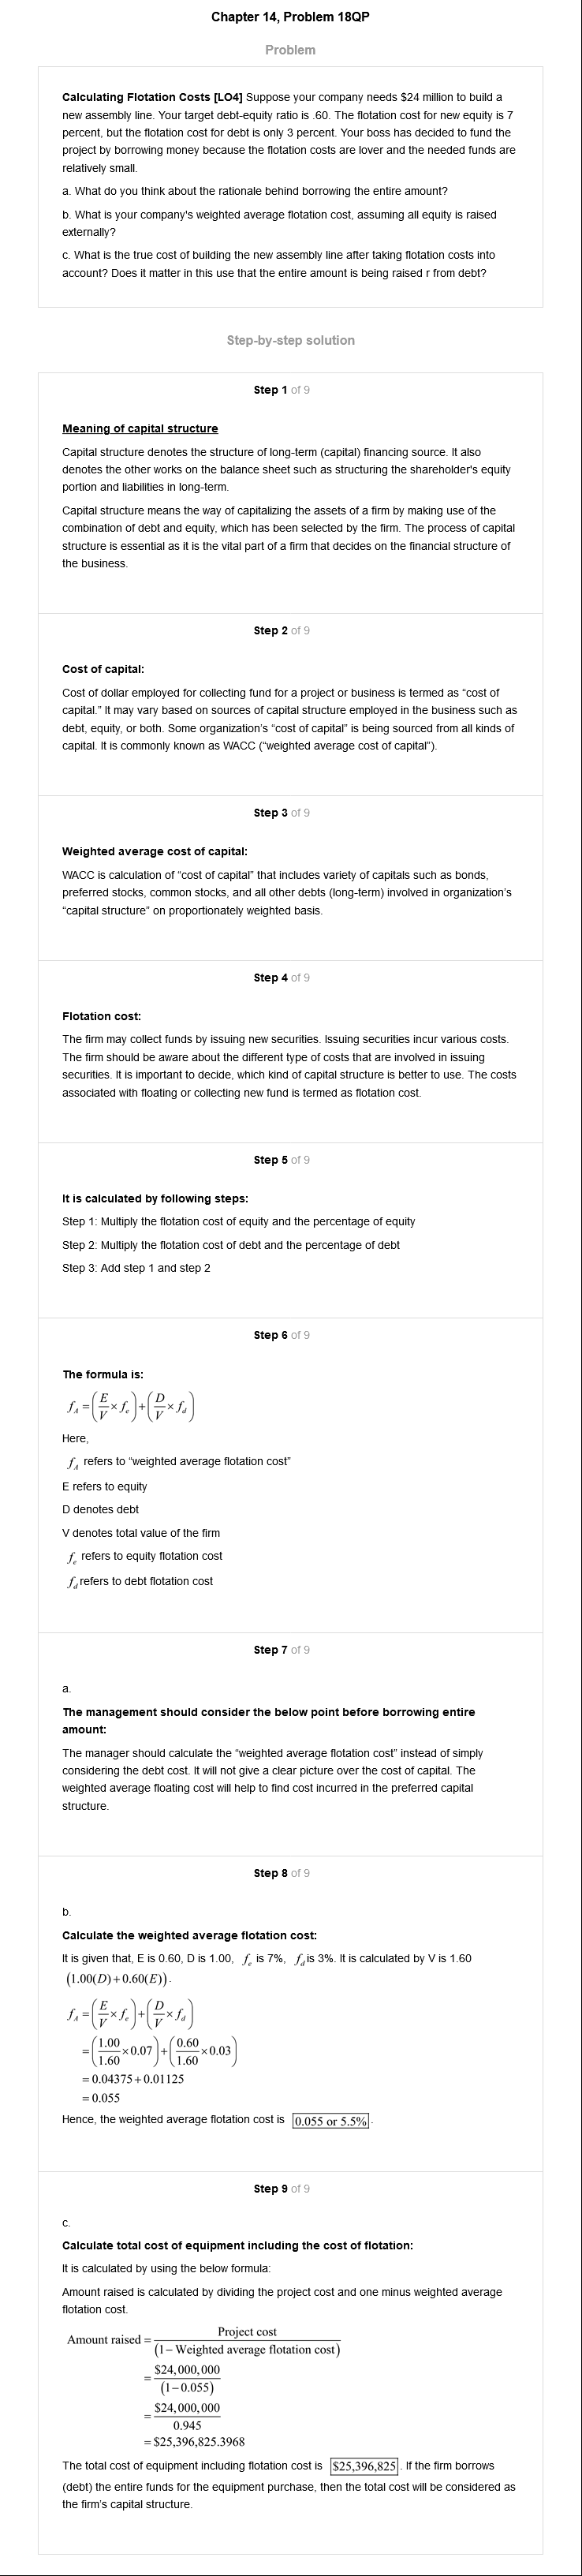 Chapter 14, Problem 18QP
Problem
Calculating Flotation Costs [LO4] Suppose your company needs $24 million to build a
new assembly line. Your target debt-equity ratio is .60. The flotation cost for new equity is 7
percent, but the flotation cost for debt is only 3 percent. Your boss has decided to fund the
project by borrowing money because the flotation costs are lover and the needed funds are
relatively small.
a. What do you think about the rationale behind borrowing the entire amount?
b. What is your company's weighted average flotation cost, assuming all equity is raised
externally?
c. What is the true cost of building the new assembly line after taking flotation costs into
account? Does it matter in this use that the entire amount is being raised r from debt?
Step-by-step solution
Step 1 of 9
Meaning of capital structure
Capital structure denotes the structure of long-term (capital) financing source. It also
denotes the other works on the balance sheet such as structuring the shareholder's equity
portion and liabilities in long-term.
Capital structure means the way of capitalizing the assets of a firm by making use of the
combination of debt and equity, which has been selected by the firm. The process of capital
structure is essential as it is the vital part of a firm that decides on the financial structure of
the business.
Step 2 of 9
Cost of capital:
Cost of dollar employed for collecting fund for a project or business is termed as “cost of
capital.” It may vary based on sources of capital structure employed in the business such as
debt, equity, or both. Some organization’s “cost of capital” is being sourced from all kinds of
capital. It is commonly known as WACC (“weighted average cost of capital”).
Step 3 of 9
Weighted average cost of capital:
WACC is calculation of “cost of capital” that includes variety of capitals such as bonds,
preferred stocks, common stocks, and all other debts (long-term) involved in organization’s
“capital structure” on proportionately weighted basis.
Step 4 of 9
Flotation cost:
The firm may collect funds by issuing new securities. Issuing securities incur various costs.
The firm should be aware about the different type of costs that are involved in issuing
securities. It is important to decide, which kind of capital structure is better to use. The costs
associated with floating or collecting new fund is termed as flotation cost.
Step 5 of 9
It is calculated by following steps:
Step 1: Multiply the flotation cost of equity and the percentage of equity
Step 2: Multiply the flotation cost of debt and the percentage of debt
Step 3: Add step 1 and step 2
Step 6 of 9
The formula is:
f_A = (E/V × f_e) + (D/V × f_d)
Here,
f_A refers to “weighted average flotation cost”
E refers to equity
D denotes debt
V denotes total value of the firm
f_e refers to equity flotation cost
f_d refers to debt flotation cost
Step 7 of 9
a.
The management should consider the below point before borrowing entire
amount:
The manager should calculate the “weighted average flotation cost” instead of simply
considering the debt cost. It will not give a clear picture over the cost of capital. The
weighted average floating cost will help to find cost incurred in the preferred capital
structure.
Step 8 of 9
b.
Calculate the weighted average flotation cost:
It is given that, E is 0.60, D is 1.00, f_e is 7%, f_d is 3%. It is calculated by V is 1.60
(1.00(D)+0.60(E)).
f_A = (E/V × f_e) + (D/V × f_d)
= (1.00/1.60 × 0.07) + (0.60/1.60 × 0.03)
= 0.04375 + 0.01125
= 0.055
Hence, the weighted average flotation cost is 0.055 or 5.5%.
Step 9 of 9
c.
Calculate total cost of equipment including the cost of flotation:
It is calculated by using the below formula:
Amount raised is calculated by dividing the project cost and one minus weighted average
flotation cost.
Amount raised = Project cost / (1 – Weighted average flotation cost)
= $24,000,000 / (1–0.055)
= $24,000,000 / 0.945
= $25,396,825.3968
The total cost of equipment including flotation cost is $25,396,825. If the firm borrows
(debt) the entire funds for the equipment purchase, then the total cost will be considered as
the firm’s capital structure.